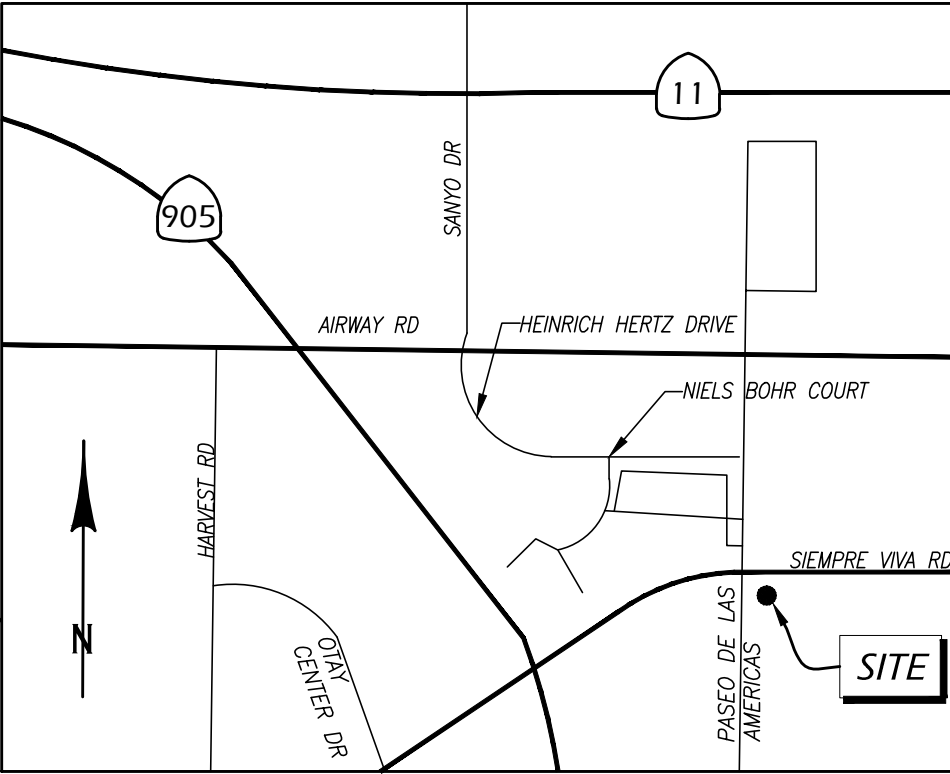 11
SANYO DR
905
AIRWAY RD
HEINRICH HERTZ DRIVE
NIELS BOHR COURT
HARVEST RD
SIEMPRE VIVA RD
N
OTAY
CENTER DR
PASEO DE LAS
AMERICAS
SITE